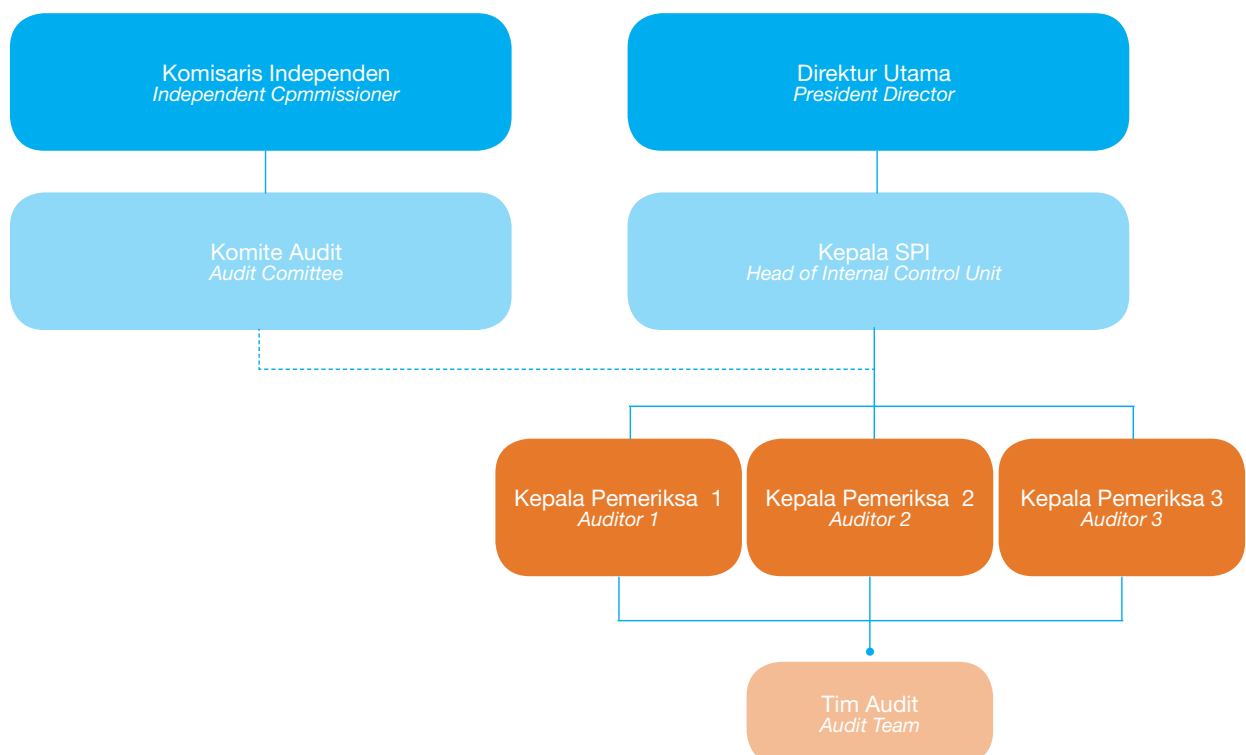 Komisaris Independen
Independent Cpmmissioner
Direktur Utama
President Director
Komite Audit
Audit Comittee
Kepala SPI
Head of Internal Control Unit
Kepala Pemeriksa 1
Auditor 1
Kepala Pemeriksa 2
Auditor 2
Kepala Pemeriksa 3
Auditor 3
Tim Audit
Audit Team